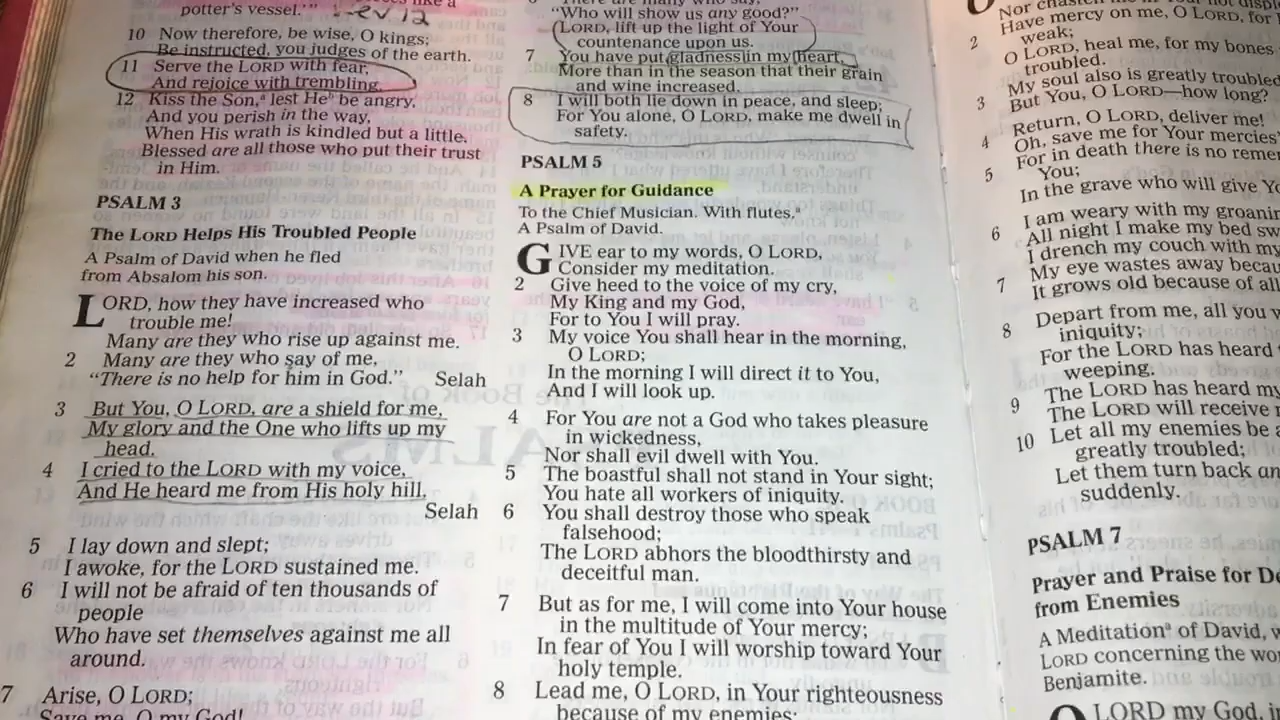 potter's vessel.'" Rev 12
10 Now therefore, be wise, O kings;
Be instructed, you judges of the earth.
11 Serve the LORD with fear,
And rejoice with trembling.
12 Kiss the Son,ᵃ lest Heᵇ be angry,
And you perish in the way,
When His wrath is kindled but a little.
Blessed are all those who put their trust
in Him.
PSALM 3
The LORD Helps His Troubled People
A Psalm of David when he fled
from Absalom his son.
LORD, how they have increased who
trouble me!
Many are they who rise up against me.
2 Many are they who say of me,
“There is no help for him in God.” Selah
3 But You, O LORD, are a shield for me,
My glory and the One who lifts up my
head.
4 I cried to the LORD with my voice,
And He heard me from His holy hill.
Selah
5 I lay down and slept;
I awoke, for the LORD sustained me.
6 I will not be afraid of ten thousands of
people
Who have set themselves against me all
around.
7 Arise, O LORD;
Save me, O my God!
“Who will show us any good?”
LORD, lift up the light of Your
countenance upon us.
7 You have put gladness in my heart,
More than in the season that their grain
and wine increased.
8 I will both lie down in peace, and sleep;
For You alone, O LORD, make me dwell in
safety.
PSALM 5
A Prayer for Guidance
To the Chief Musician. With flutes.ᵃ
A Psalm of David.
GIVE ear to my words, O LORD,
Consider my meditation.
2 Give heed to the voice of my cry,
My King and my God,
For to You I will pray.
3 My voice You shall hear in the morning,
O LORD;
In the morning I will direct it to You,
And I will look up.
4 For You are not a God who takes pleasure
in wickedness,
Nor shall evil dwell with You.
5 The boastful shall not stand in Your sight;
You hate all workers of iniquity.
6 You shall destroy those who speak
falsehood;
The LORD abhors the bloodthirsty and
deceitful man.
7 But as for me, I will come into Your house
in the multitude of Your mercy;
In fear of You I will worship toward Your
holy temple.
8 Lead me, O LORD, in Your righteousness
because of my enemies;
Have mercy on me, O LORD, for
weak;
2 O LORD, heal me, for my bones
troubled.
My soul also is greatly troubled
3 But You, O LORD—how long?
4 Return, O LORD, deliver me!
Oh, save me for Your mercies
5 For in death there is no
You;
In the grave who will give
6 I am weary with my
All night I make my bed
I drench my couch with my
7 My eye wastes away
It grows old because of all
8 Depart from me, all you
iniquity;
For the LORD has heard
weeping.
9 The LORD has heard my
The LORD will receive
10 Let all my enemies be
greatly troubled;
Let them turn back
suddenly.
PSALM 7
Prayer and Praise for
from Enemies
A Meditationᵃ of David,
LORD concerning the
Benjamite.
O LORD my God,